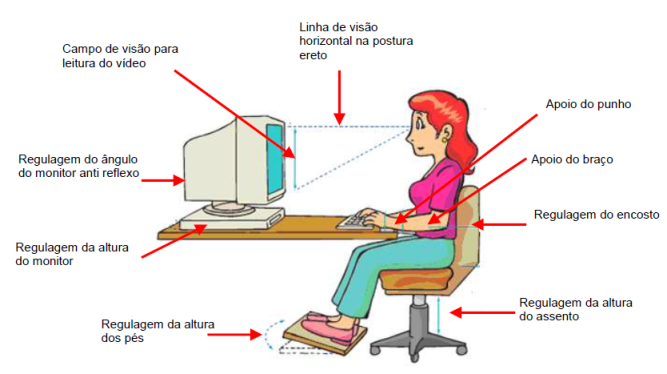 Linha de visão
horizontal na postura
ereto
Campo de visão para
leitura do vídeo
Apoio do punho
Regulagem do ângulo
do monitor anti reflexo
Apoio do braço
Regulagem do encosto
Regulagem da altura
do monitor
Regulagem da altura
do assento
Regulagem da altura
dos pés